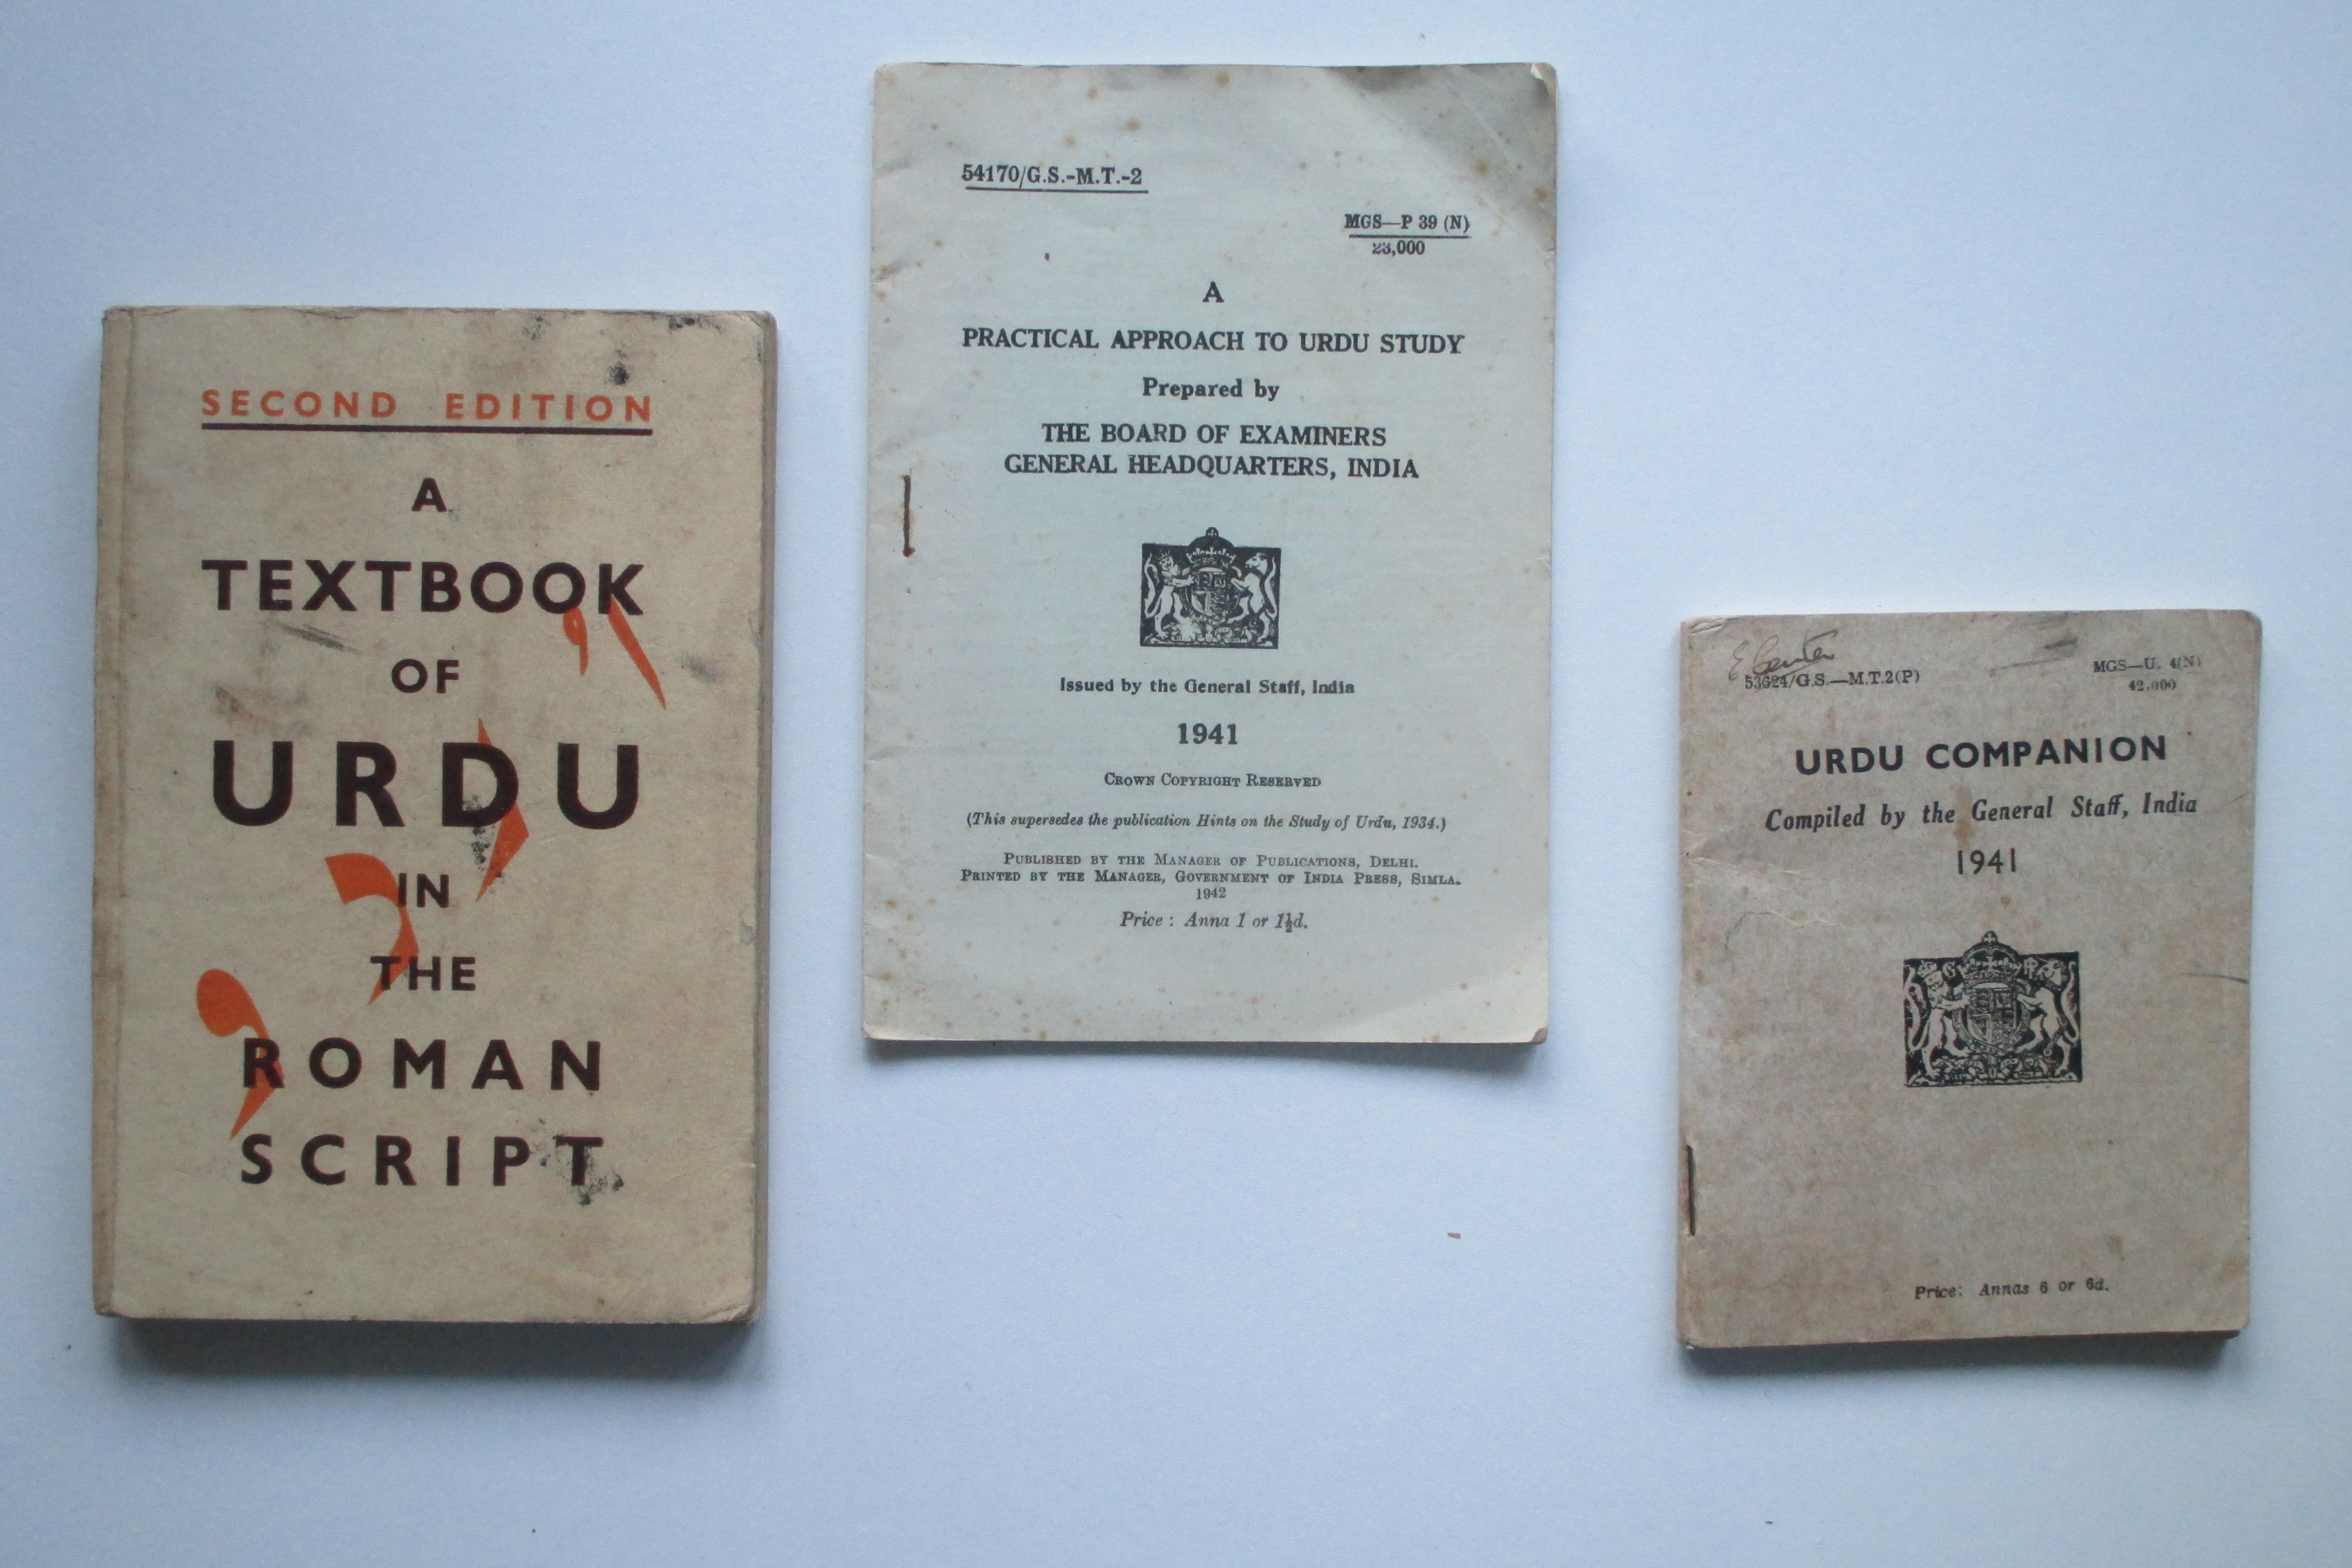 SECOND EDITION
A
TEXTBOOK
OF
URDU
IN
THE
ROMAN
SCRIPT
54170/G.S.-M.T.-2
MGS—P 39 (N)
23,000
A
PRACTICAL APPROACH TO URDU STUDY
Prepared by
THE BOARD OF EXAMINERS
GENERAL HEADQUARTERS, INDIA
Issued by the General Staff, India
1941
CROWN COPYRIGHT RESERVED
(This supersedes the publication Hints on the Study of Urdu, 1934.)
PUBLISHED BY THE MANAGER OF PUBLICATIONS, DELHI.
PRINTED BY THE MANAGER, GOVERNMENT OF INDIA PRESS, SIMLA.
1942
Price : Anna 1 or 1½d.
53624/G.S.—M.T.2(P)
MGS—U. 4(N)
42,000
URDU COMPANION
Compiled by the General Staff, India
1941
Price: Annas 6 or 6d.